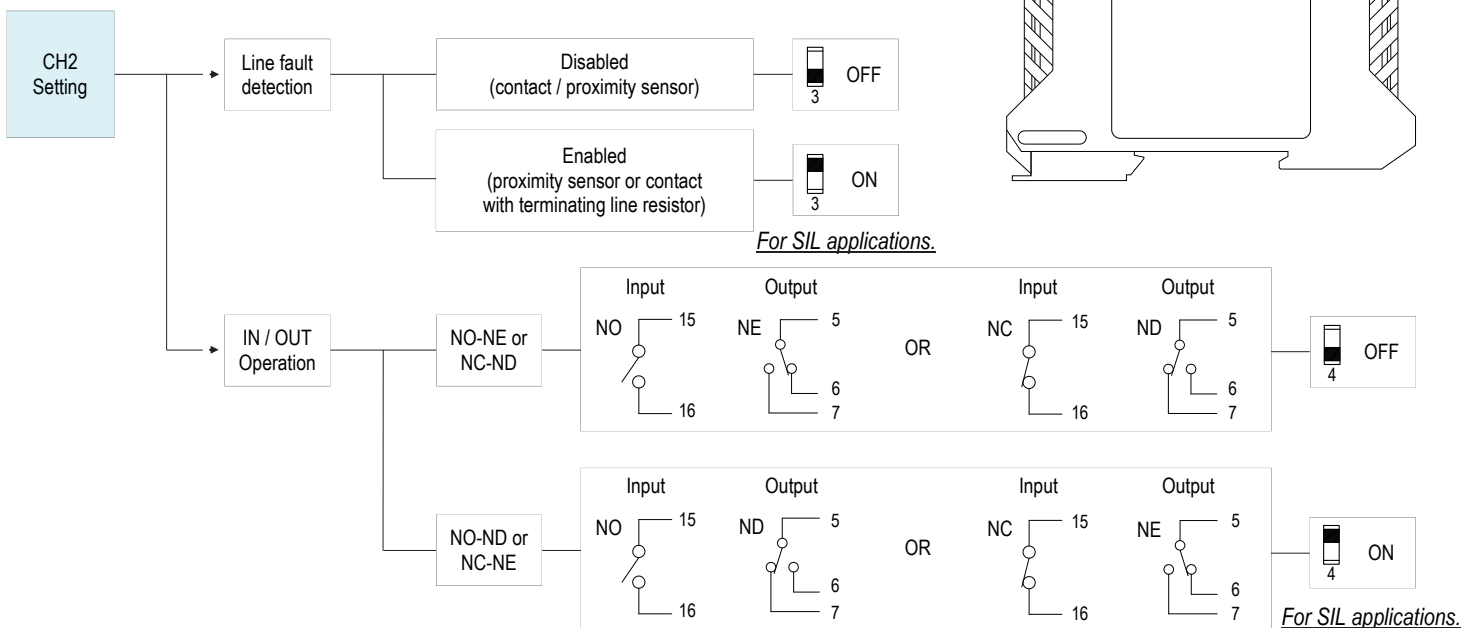 CH2
Setting
Line fault
detection
Disabled
(contact / proximity sensor)
3
OFF
Enabled
(proximity sensor or contact
with terminating line resistor)
3
ON
For SIL applications.
IN / OUT
Operation
NO-NE or
NC-ND
Input
Output
NO
15
16
NE
5
6
7
OR
Input
Output
NC
15
16
ND
5
6
7
4
OFF
NO-ND or
NC-NE
Input
Output
NO
15
16
ND
5
6
7
OR
Input
Output
NC
15
16
NE
5
6
7
4
ON
For SIL applications.